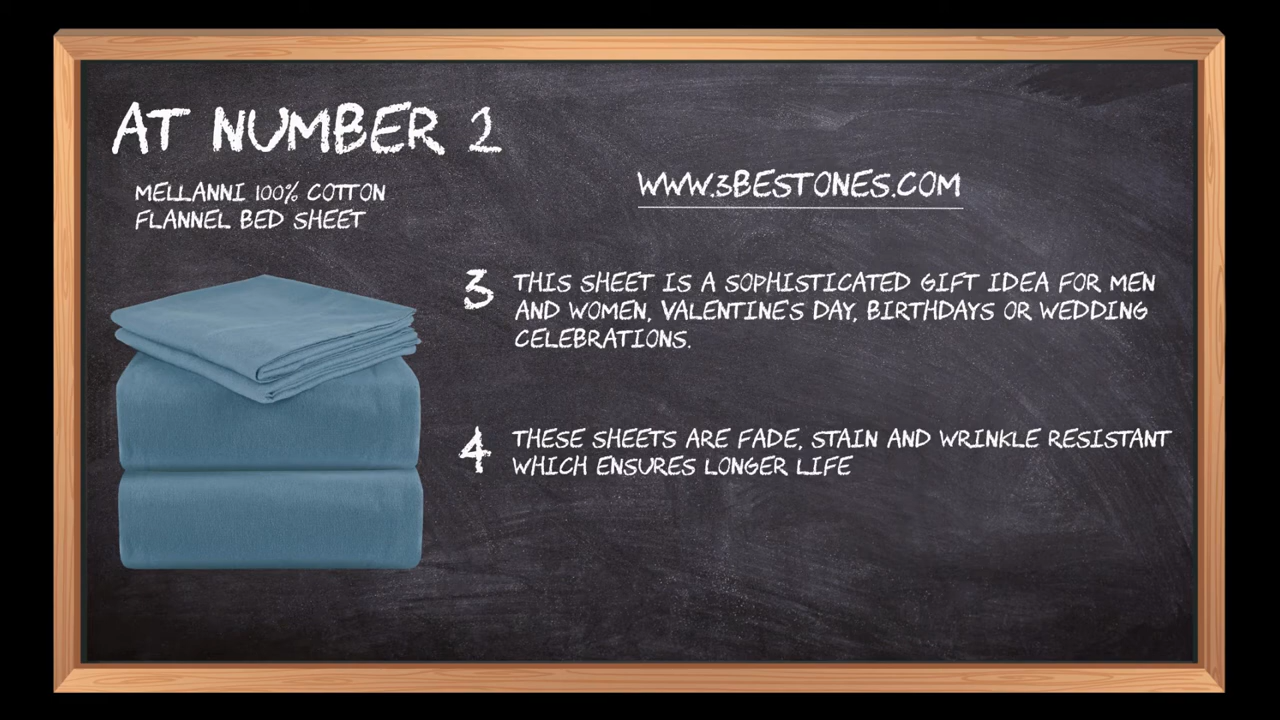 AT NUMBER 2
MELLANNI 100% COTTON
FLANNEL BED SHEET
WWW.3BESTONES.COM
3 THIS SHEET IS A SOPHISTICATED GIFT IDEA FOR MEN
AND WOMEN, VALENTINE'S DAY, BIRTHDAYS OR WEDDING
CELEBRATIONS.
4 THESE SHEETS ARE FADE, STAIN AND WRINKLE RESISTANT
WHICH ENSURES LONGER LIFE